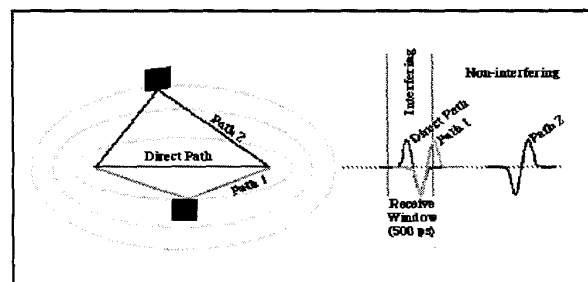 Path 2
Direct Path
Path 1
Interfering
Non-interfering
Direct Path
Path 1
Path 2
Receive
Window
(500 ps)